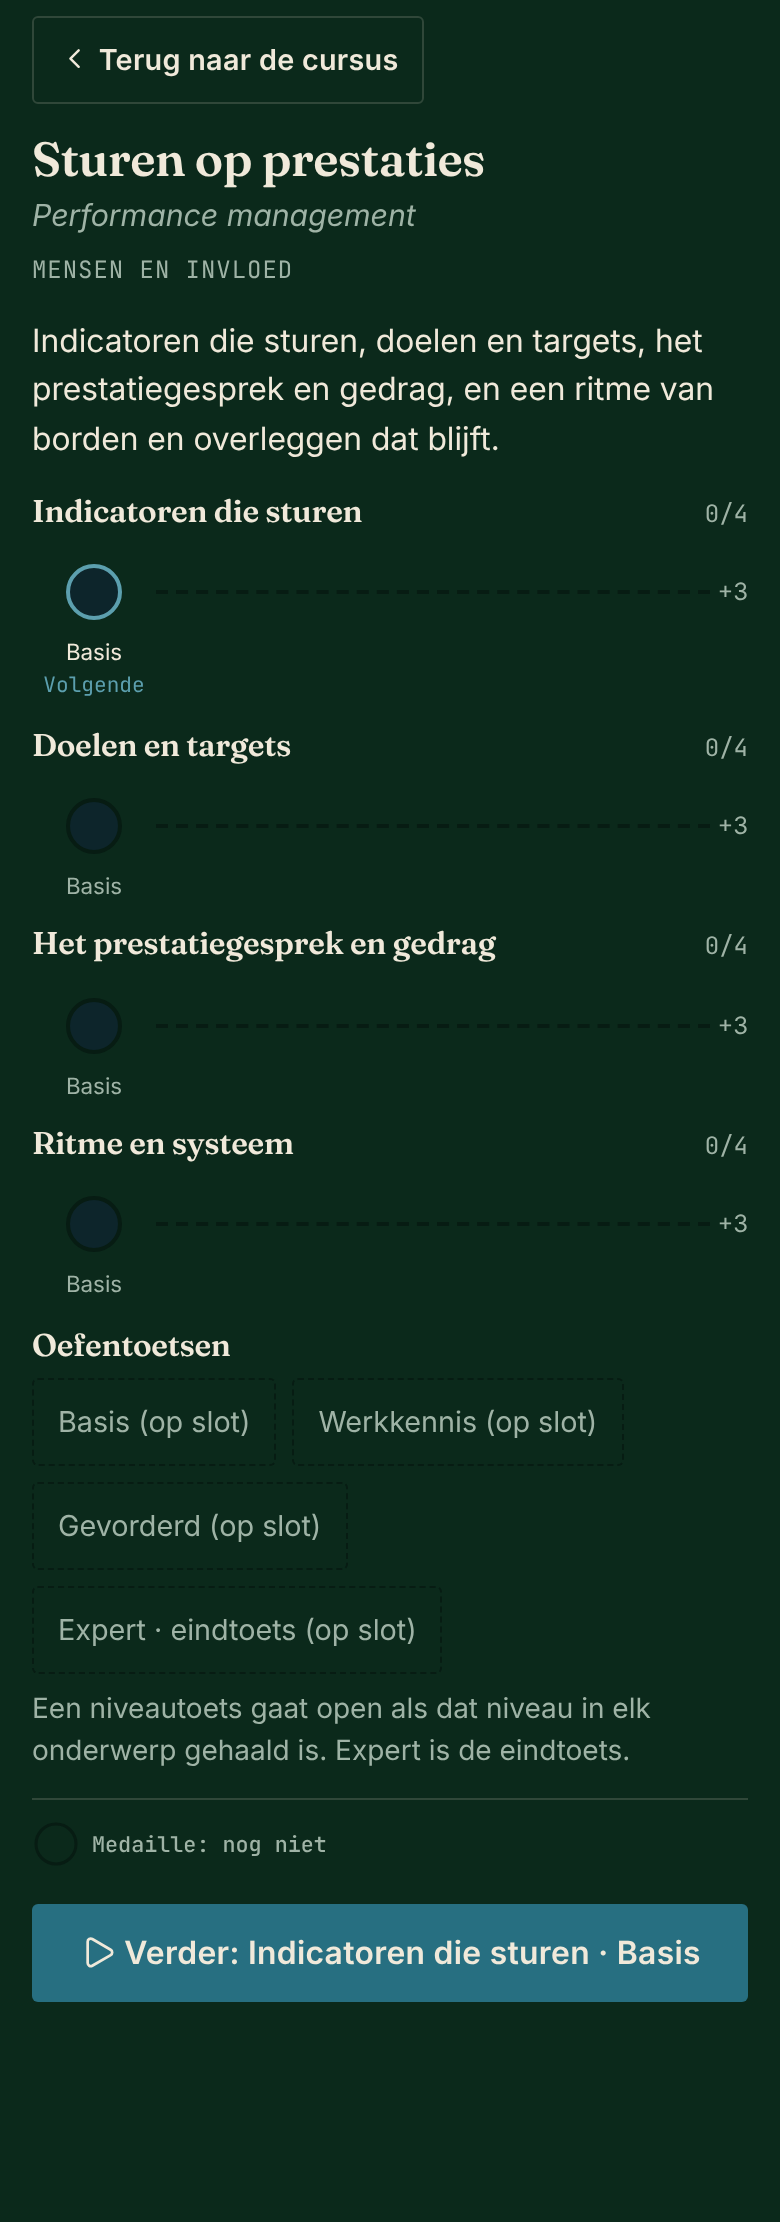 Terug naar de cursus
Sturen op prestaties
Performance management
MENSEN EN INVLOED
Indicatoren die sturen, doelen en targets, het
prestatiegesprek en gedrag, en een ritme van
borden en overleggen dat blijft.
Indicatoren die sturen 0/4
+3
Basis
Volgende
Doelen en targets 0/4
+3
Basis
Het prestatiegesprek en gedrag 0/4
+3
Basis
Ritme en systeem 0/4
+3
Basis
Oefentoetsen
Basis (op slot) Werkkennis (op slot)
Gevorderd (op slot)
Expert · eindtoets (op slot)
Een niveautoets gaat open als dat niveau in elk
onderwerp gehaald is. Expert is de eindtoets.
Medaille: nog niet
Verder: Indicatoren die sturen · Basis